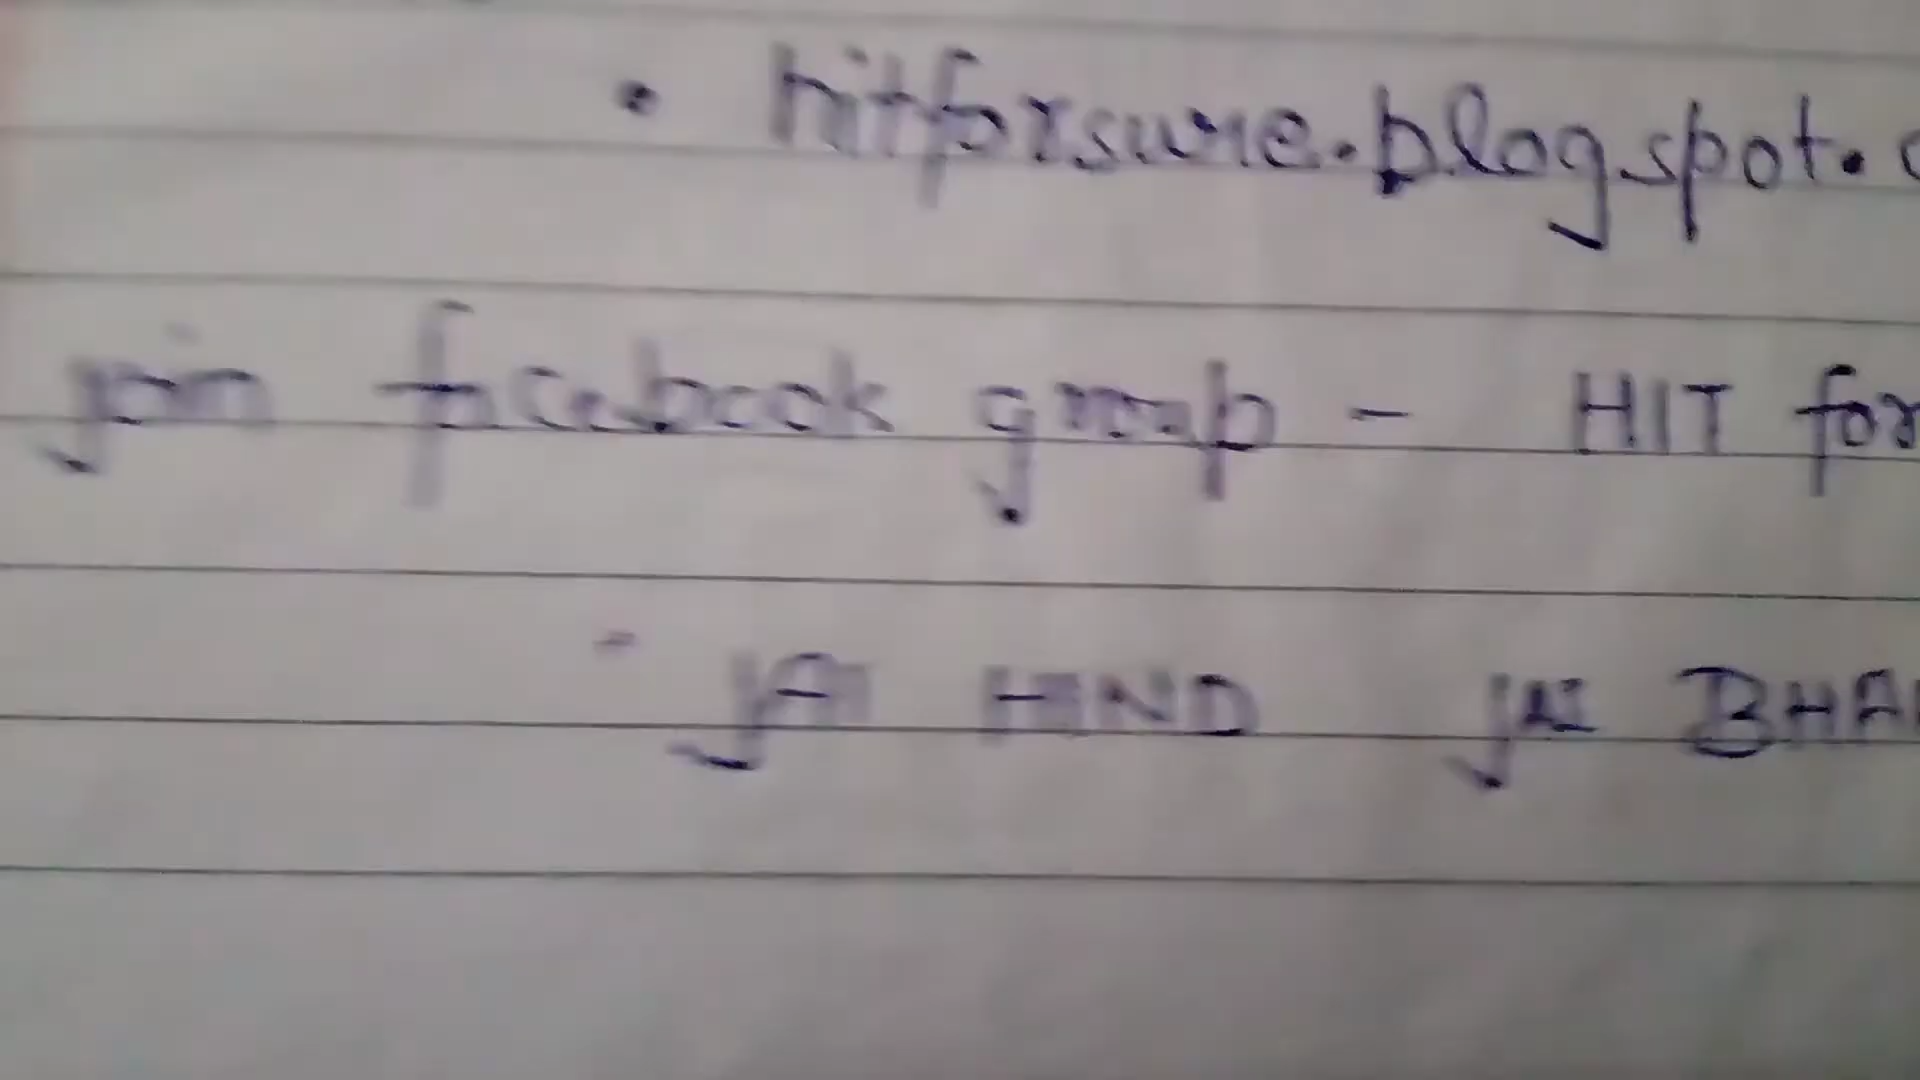 • hitforsure.blogspot.c
join facebook group - HIT for
- JAI HIND Jai BHA